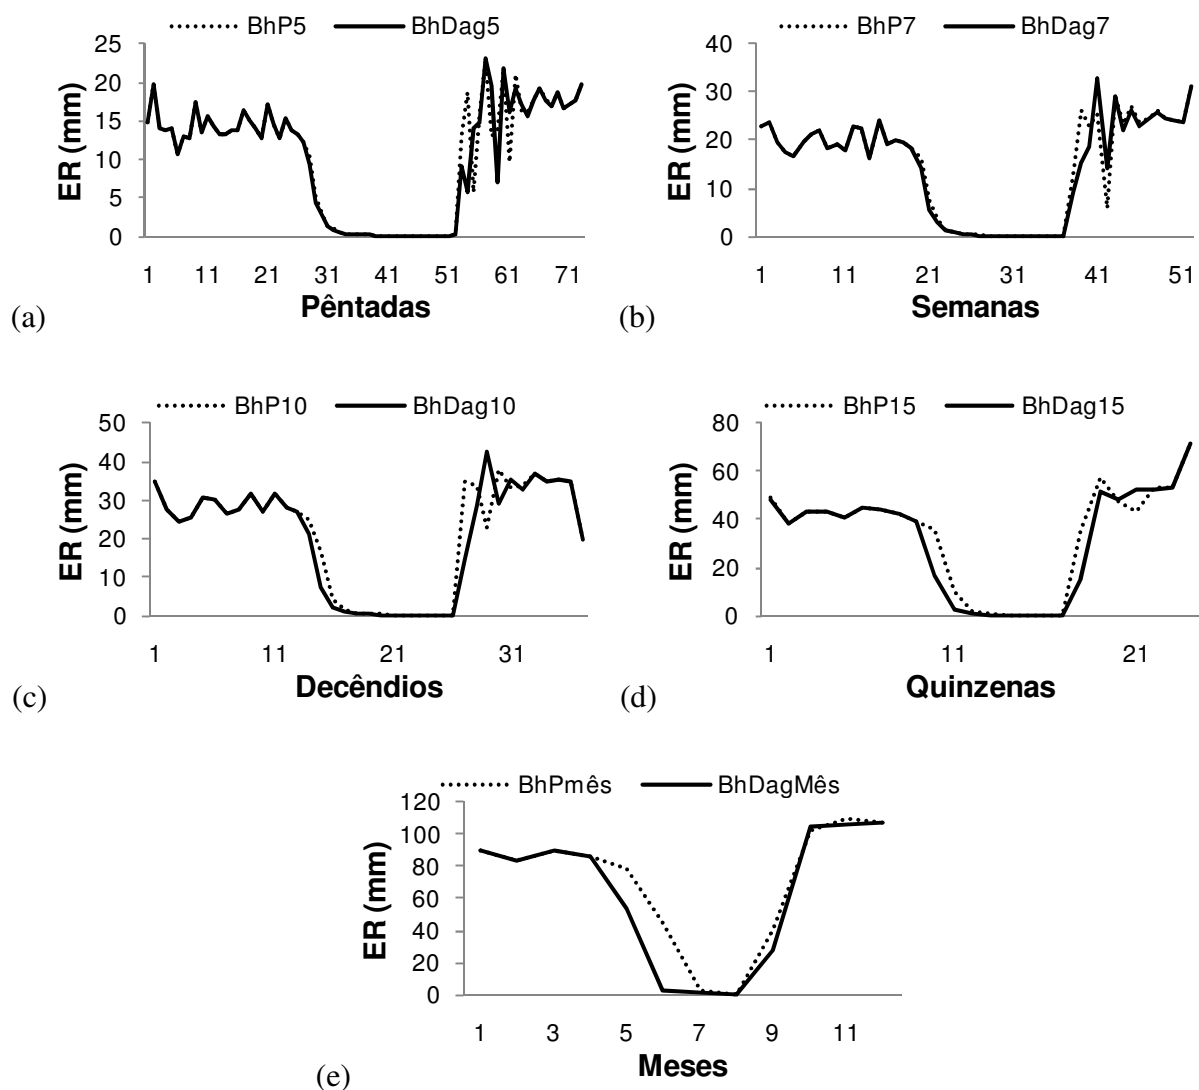 BhP5 BhDag5
25
20
15
10
5
0
ER (mm)
1 11 21 31 41 51 61 71
Pêntadas
(a)
BhP7 BhDag7
40
30
20
10
0
ER (mm)
1 11 21 31 41 51
Semanas
(b)
BhP10 BhDag10
50
40
30
20
10
0
ER (mm)
1 11 21 31
Decêndios
(c)
BhP15 BhDag15
80
60
40
20
0
ER (mm)
1 11 21
Quinzenas
(d)
BhPmês BhDagMês
120
100
80
60
40
20
0
ER (mm)
1 3 5 7 9 11
Meses
(e)